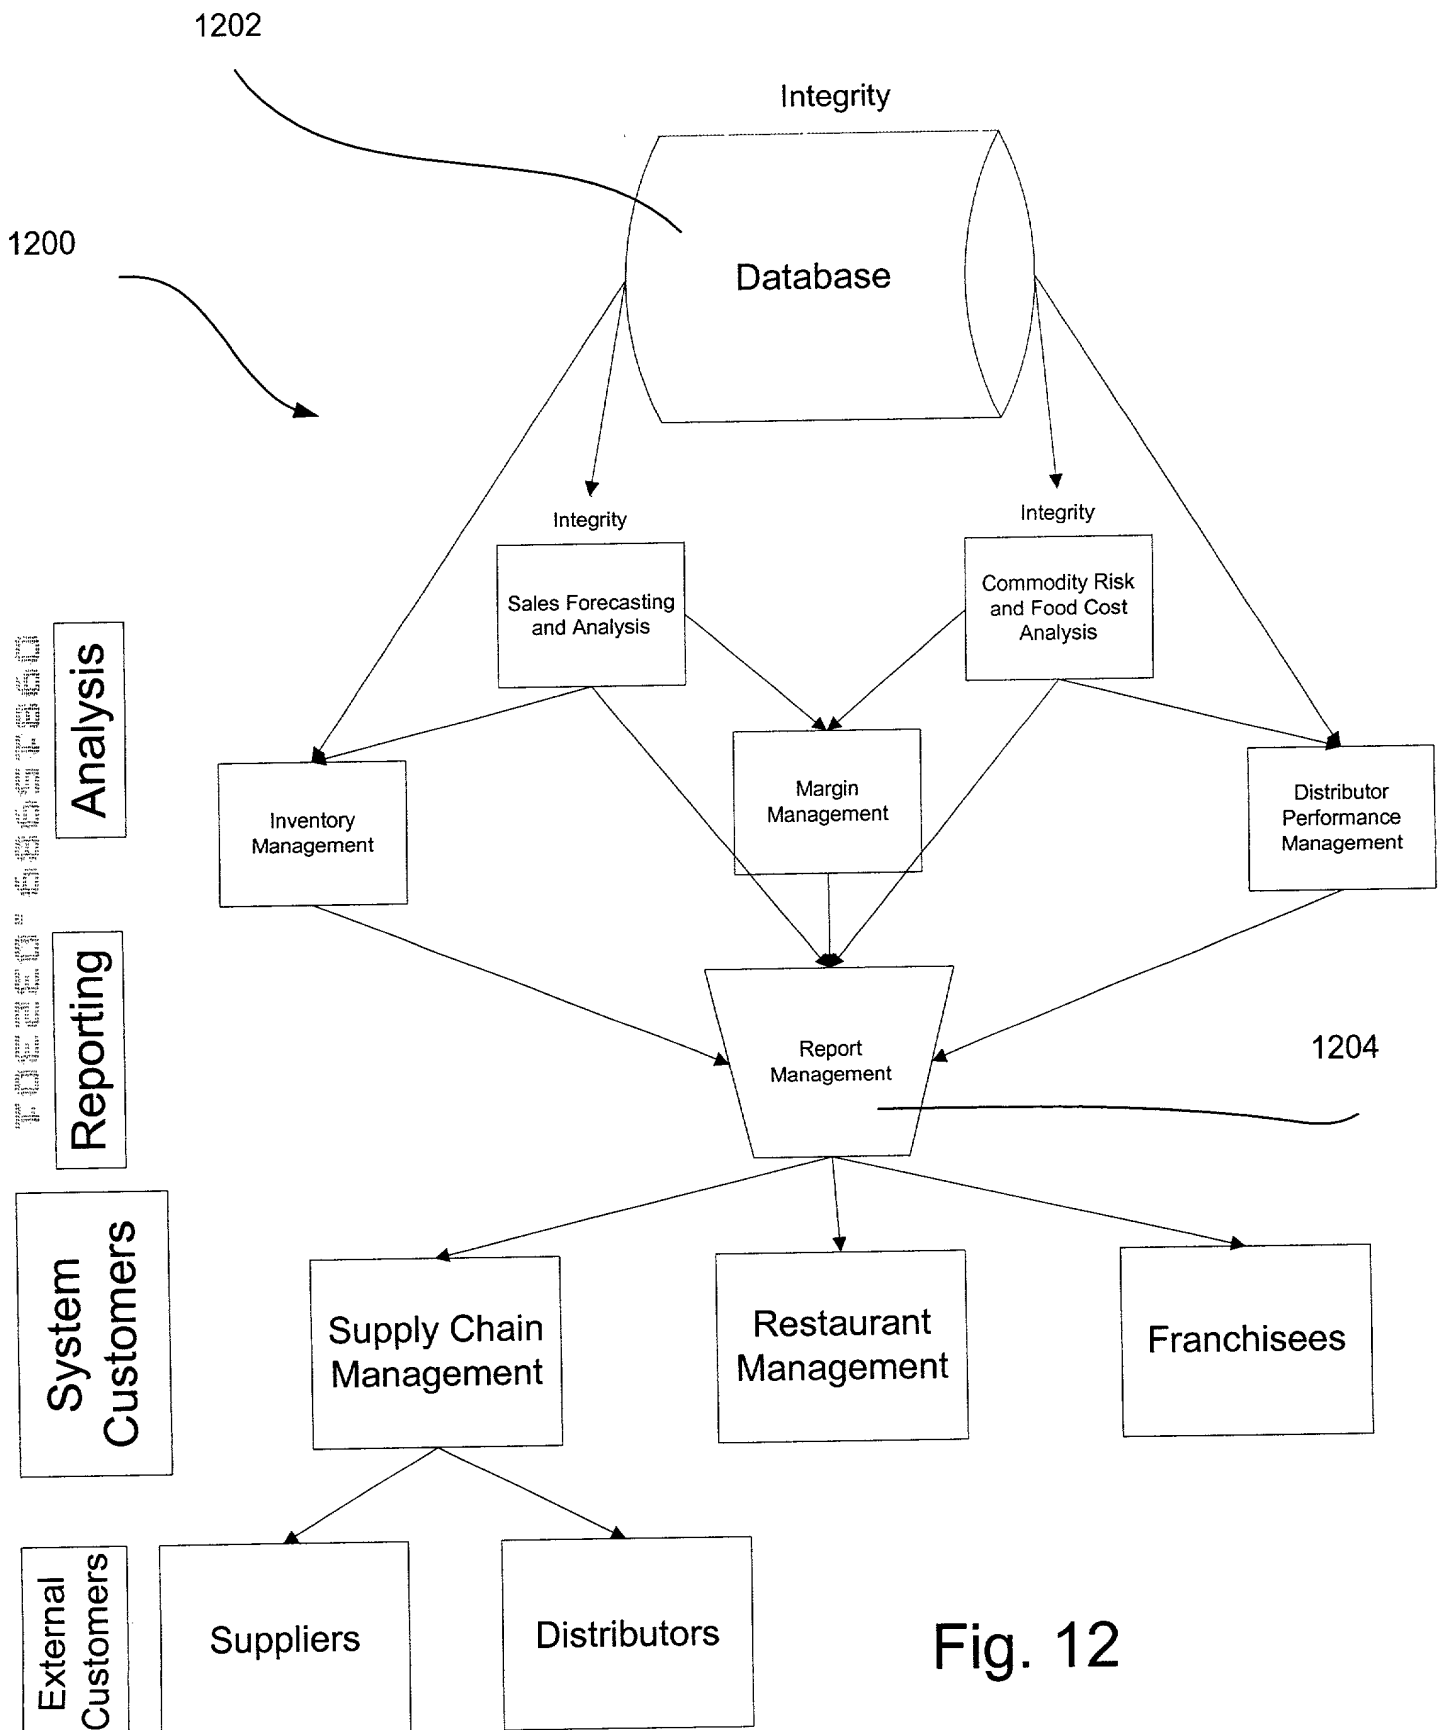 1202
Integrity
1200
Database
Integrity
Integrity
Sales Forecasting
and Analysis
Commodity Risk
and Food Cost
Analysis
Analysis
Inventory
Management
Margin
Management
Distributor
Performance
Management
Reporting
Report
Management
1204
System
Customers
Supply Chain
Management
Restaurant
Management
Franchisees
External
Customers
Suppliers
Distributors
Fig. 12